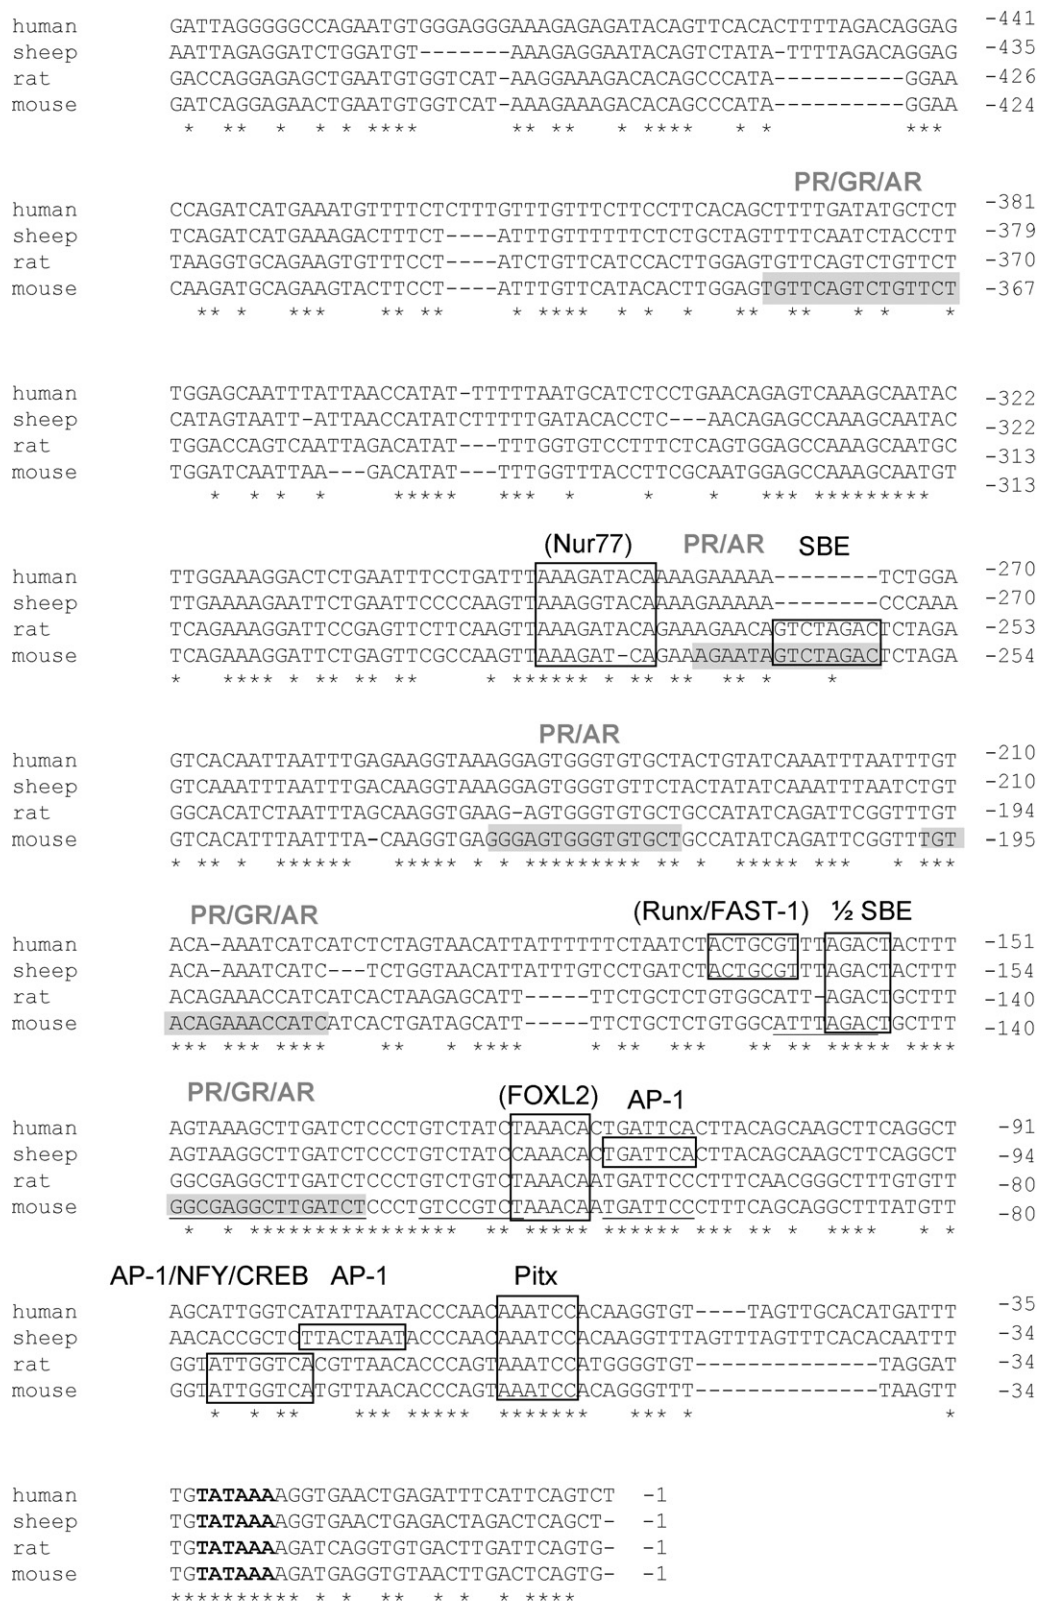 human GATTAGGGGGCCAGAATGTGGGAGGGAAAGAGAGATACAGTTCACACTTTTAGACAGGAG -441
sheep AATTAGAGGATCTGGATGT-------AAAGAGGAATACAGTCTATA-TTTTAGACAGGAG -435
rat GACCAGGAGAGCTGAATGTGGTCAT-AAGGAAAGACACAGCCCATA----------GGAA -426
mouse GATCAGGAGAACTGAATGTGGTCAT-AAAGAAAGACACAGCCCATA----------GGAA -424
* ** * * * **** ** ** * **** * * ***
PR/GR/AR
human CCAGATCATGAAATGTTTTCTCTTTGTTTGTTTCTTCCTTCACAGCTTTTGATATGCTCT -381
sheep TCAGATCATGAAAGACTTTCT----ATTTGTTTTTTCTCTGCTAGTTTTCAATCTACCTT -379
rat TAAGGTGCAGAAGTGTTTCCT----ATCTGTTCATCCACTTGGAGTGTTCAGTCTGTTCT -370
mouse CAAGATGCAGAAGTACTTCCT----ATTTGTTCATACACTTGGAGTGTTCAGTCTGTTCT -367
** * *** ** ** * **** * * ** ** * * *
human TGGAGCAATTTATTAACCATAT-TTTTTAATGCATCTCCTGAACAGAGTCAAAGCAATAC -322
sheep CATAGTAATT-ATTAACCATATCTTTTTGATACACCTC---AACAGAGCCAAAGCAATAC -322
rat TGGACCAGTCAATTAGACATAT---TTTGGTGTCCTTTCTCAGTGGAGCCAAAGCAATGC -313
mouse TGGATCAATTAA---GACATAT---TTTGGTTTACCTTCGCAATGGAGCCAAAGCAATGT -313
* * * * ***** *** * * * *** *********
(Nur77) PR/AR SBE
human TTGGAAAGGACTCTGAATTTCCTGATTTAAAGATACAAAAGAAAAA--------TCTGGA -270
sheep TTGAAAAGAATTCTGAATTCCCCAAGTTAAAGGTACAAAAGAAAAA--------CCCAAA -270
rat TCAGAAAGGATTCCGAGTTCTTCAAGTTAAAGATACAGAAAGAACAGTCTAGACTCTAGA -253
mouse TCAGAAAGGATTCTGAGTTCGCCAAGTTAAAGAT-CAGAAAGAATAGTCTAGACTCTAGA -254
* **** * ** ** ** * ****** * ** ** ** * *
PR/AR
human GTCACAATTAATTTGAGAAGGTAAAGGAGTGGGTGTGCTACTGTATCAAATTTAATTTGT -210
sheep GTCAAATTTAATTTAGACAAGGTAAAGGAGTGGGTGTTCTACTATATCAAATTTAATCTGT -210
rat GGCACATCTAATTTAGCAAGGTGAAG-AGTGGGTGTGCTGCCATATCAGATTCGGTTTGT -194
mouse GTCACATTTAATTTA-CAAGGTGAGGGAGTGGGTGTGCTGCCATATCAGATTCGGTTTGT -195
* ** * ****** ***** * ******** ** * ***** *** * ***
PR/GR/AR (Runx/FAST-1) ½ SBE
human ACA-AAATCATCATCTCTAGTAACATTATTTTTTCTAATCTACTGCGTTTAGACTACTTT -151
sheep ACA-AAATCATC---TCTGGTAACATTATTTGTCCTGATCTACTGCGTTTAGACTACTTT -154
rat ACAGAAACCATCATCACTAAGAGCATT-----TTCTGCTCTGTGGCATT-AGACTGCTTT -140
mouse ACAGAAACCATCATCACTGATAGCATT-----TTCTGCTCTGTGGCATTTAGACTGCTTT -140
*** *** **** ** * **** * ** *** ** ** ***** ****
PR/GR/AR (FOXL2) AP-1
human AGTAAAGCTTGATCTCCCTGTCTATCTAAACACTGATTCACTTACAGCAAGCTTCAGGCT -91
sheep AGTAAGGCTTGATCTCCCTGTCTATCCAAACACTGATTCACTTACAGCAAGCTTCAGGCT -94
rat GGCGAGGCTTGATCTCCCTGTCTGTCTAAACAATGATTCCCTTTCAACGGGCTTTGTGTT -80
mouse GGCGAGGCTTGATCTCCCTGTCCGTCTAAACAATGATTCCCTTTCAGCAGGCTTTATGTT -80
* * **************** ** ***** ****** *** ** * **** * *
AP-1/NFY/CREB AP-1 Pitx
human AGCATTGGTCATATTAATACCCAACAAATCCACAAGGTGT----TAGTTGCACATGATTT -35
sheep AACACCGCTCTTACTAATACCCAACAAATCCACAAGGTTTAGTTAGTTTCACACAATTT -34
rat GGTATTGGTCACGTTAACACCCAGTAAATCCATGGGGTGT--------------TAGGAT -34
mouse GGTATTGGTCATGTTAACACCCAGTAAATCCACAGGGTTT--------------TAAGTT -34
* * ** *** ***** ******* *** * *
human TGTATAAAAGGTGAACTGAGATTTCATTCAGTCT -1
sheep TGTATAAAAGGTGAACTGAGACTAGACTCAGCT- -1
rat TGTATAAAAGATCAGGTGTGACTTGATTCAGTG- -1
mouse TGTATAAAAGATGAGGTGTAACTTGACTCAGTG- -1
********** * * ** * * ****